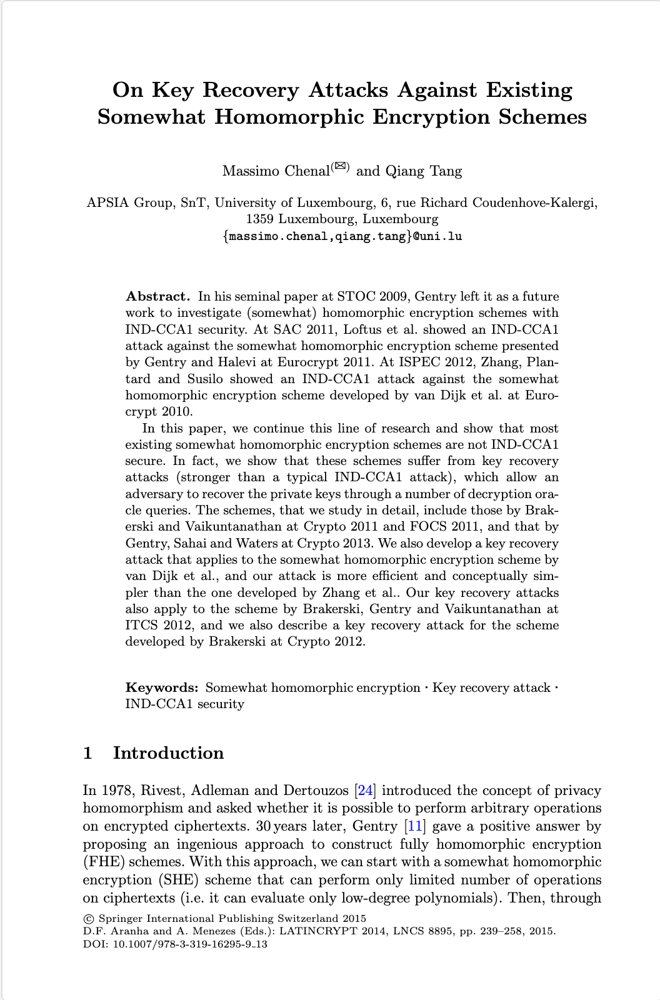 On Key Recovery Attacks Against Existing
Somewhat Homomorphic Encryption Schemes
Massimo Chenal(✉) and Qiang Tang
APSIA Group, SnT, University of Luxembourg, 6, rue Richard Coudenhove-Kalergi,
1359 Luxembourg, Luxembourg
{massimo.chenal,qiang.tang}@uni.lu
Abstract. In his seminal paper at STOC 2009, Gentry left it as a future
work to investigate (somewhat) homomorphic encryption schemes with
IND-CCA1 security. At SAC 2011, Loftus et al. showed an IND-CCA1
attack against the somewhat homomorphic encryption scheme presented
by Gentry and Halevi at Eurocrypt 2011. At ISPEC 2012, Zhang, Plan-
tard and Susilo showed an IND-CCA1 attack against the somewhat
homomorphic encryption scheme developed by van Dijk et al. at Euro-
crypt 2010.
In this paper, we continue this line of research and show that most
existing somewhat homomorphic encryption schemes are not IND-CCA1
secure. In fact, we show that these schemes suffer from key recovery
attacks (stronger than a typical IND-CCA1 attack), which allow an
adversary to recover the private keys through a number of decryption ora-
cle queries. The schemes, that we study in detail, include those by Brak-
erski and Vaikuntanathan at Crypto 2011 and FOCS 2011, and that by
Gentry, Sahai and Waters at Crypto 2013. We also develop a key recovery
attack that applies to the somewhat homomorphic encryption scheme by
van Dijk et al., and our attack is more efficient and conceptually sim-
pler than the one developed by Zhang et al.. Our key recovery attacks
also apply to the scheme by Brakerski, Gentry and Vaikuntanathan at
ITCS 2012, and we also describe a key recovery attack for the scheme
developed by Brakerski at Crypto 2012.
Keywords: Somewhat homomorphic encryption · Key recovery attack ·
IND-CCA1 security
1 Introduction
In 1978, Rivest, Adleman and Dertouzos [24] introduced the concept of privacy
homomorphism and asked whether it is possible to perform arbitrary operations
on encrypted ciphertexts. 30 years later, Gentry [11] gave a positive answer by
proposing an ingenious approach to construct fully homomorphic encryption
(FHE) schemes. With this approach, we can start with a somewhat homomorphic
encryption (SHE) scheme that can perform only limited number of operations
on ciphertexts (i.e. it can evaluate only low-degree polynomials). Then, through
© Springer International Publishing Switzerland 2015
D.F. Aranha and A. Menezes (Eds.): LATINCRYPT 2014, LNCS 8895, pp. 239–258, 2015.
DOI: 10.1007/978-3-319-16295-9_13